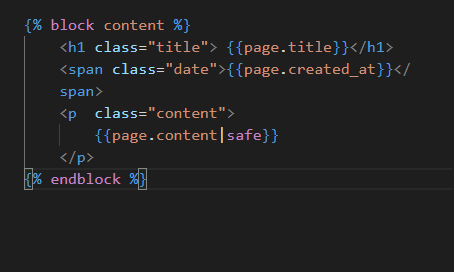 {% block content %}
<h1 class="title"> {{page.title}}</h1>
<span class="date">{{page.created_at}}</
span>
<p  class="content">
{{page.content|safe}}
</p>
{% endblock %}